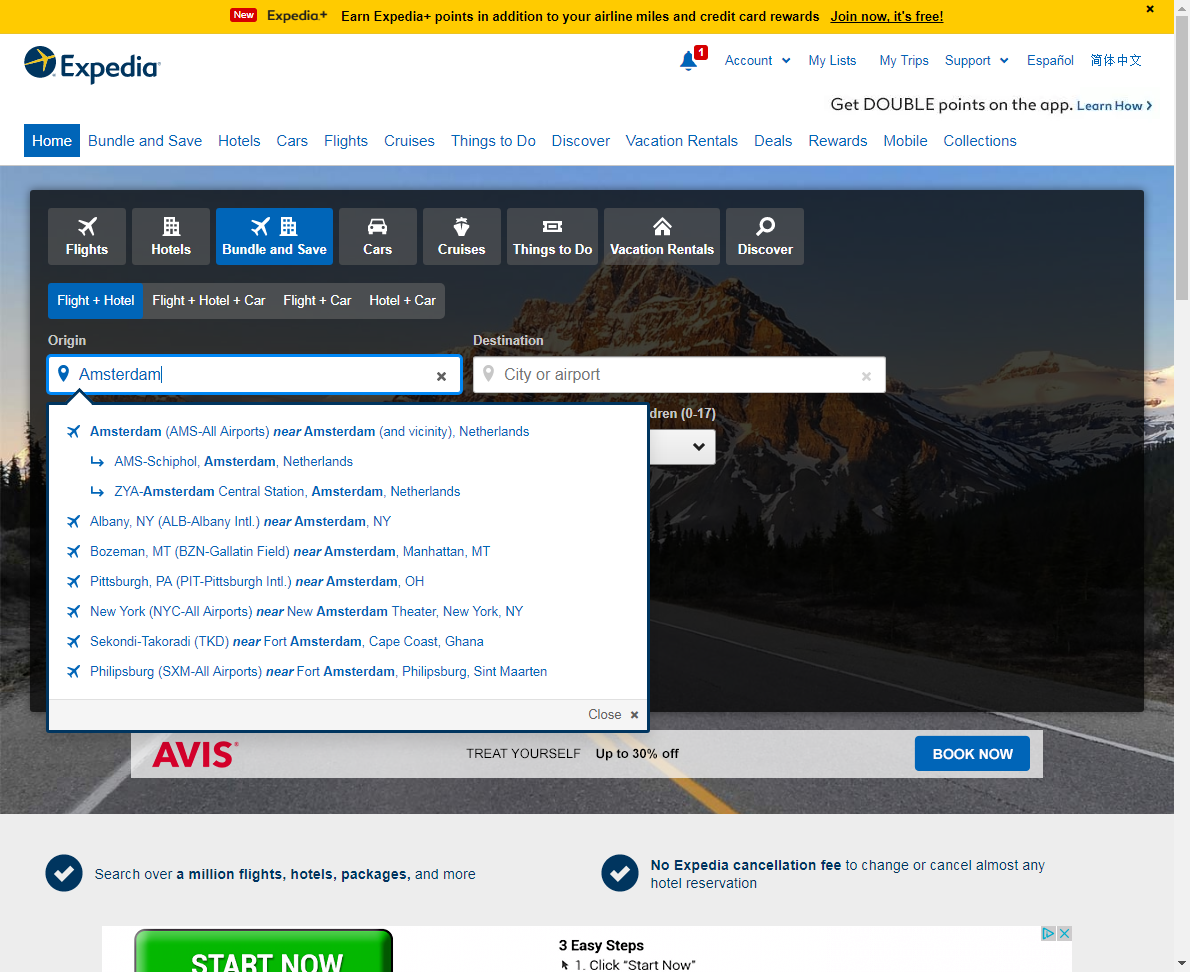 New Expedia+ Earn Expedia+ points in addition to your airline miles and credit card rewards Join now, it's free!
Expedia
1 Account My Lists My Trips Support Español 简体中文
Get DOUBLE points on the app. Learn How
Home Bundle and Save Hotels Cars Flights Cruises Things to Do Discover Vacation Rentals Deals Rewards Mobile Collections
Flights Hotels Bundle and Save Cars Cruises Things to Do Vacation Rentals Discover
Flight + Hotel Flight + Hotel + Car Flight + Car Hotel + Car
Origin Destination
Amsterdam City or airport
dren (0-17)
Amsterdam (AMS-All Airports) near Amsterdam (and vicinity), Netherlands
AMS-Schiphol, Amsterdam, Netherlands
ZYA-Amsterdam Central Station, Amsterdam, Netherlands
Albany, NY (ALB-Albany Intl.) near Amsterdam, NY
Bozeman, MT (BZN-Gallatin Field) near Amsterdam, Manhattan, MT
Pittsburgh, PA (PIT-Pittsburgh Intl.) near Amsterdam, OH
New York (NYC-All Airports) near New Amsterdam Theater, New York, NY
Sekondi-Takoradi (TKD) near Fort Amsterdam, Cape Coast, Ghana
Philipsburg (SXM-All Airports) near Fort Amsterdam, Philipsburg, Sint Maarten
Close
AVIS TREAT YOURSELF Up to 30% off BOOK NOW
Search over a million flights, hotels, packages, and more
No Expedia cancellation fee to change or cancel almost any
hotel reservation
START NOW
3 Easy Steps
1. Click "Start Now"